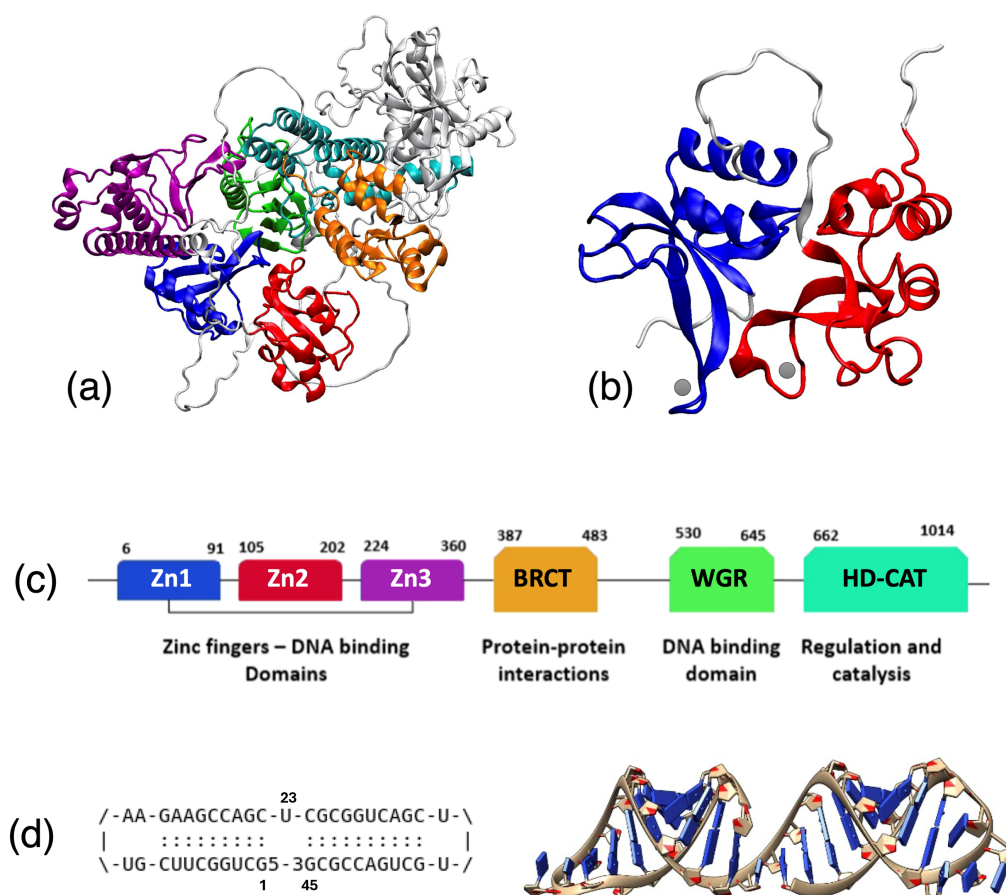 (a)
(b)
(c)
6 91 105 202 224 360 387 483 530 645 662 1014
Zn1 Zn2 Zn3 BRCT WGR HD-CAT
Zinc fingers – DNA binding Domains
Protein-protein interactions
DNA binding domain
Regulation and catalysis
(d)
23
/-AA-GAAGCCAGC-U-CGCGGUCAGC-U-\
| ::::::::: :::::::::: |
\-UG-CUUCGGUCG5-3GCGCCAGUCG-U-/
1 45